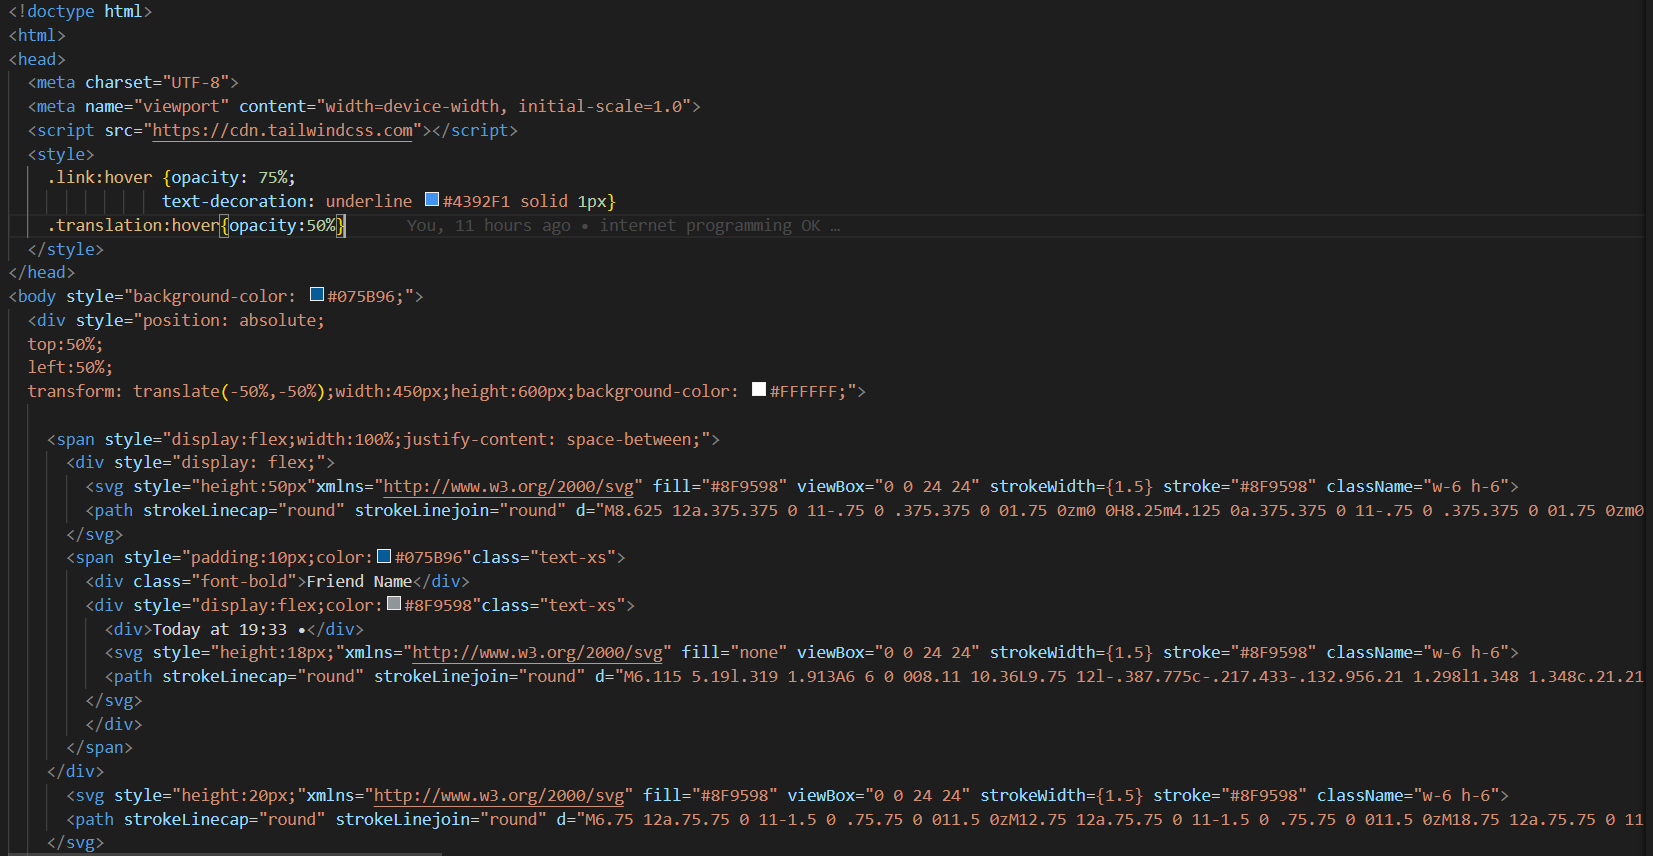 <!doctype html>
<html>
<head>
<meta charset="UTF-8">
<meta name="viewport" content="width=device-width, initial-scale=1.0">
<script src="https://cdn.tailwindcss.com"></script>
<style>
.link:hover {opacity: 75%;
text-decoration: underline #4392F1 solid 1px}
.translation:hover{opacity:50%} You, 11 hours ago • internet programming OK …
</style>
</head>
<body style="background-color: #075B96;">
<div style="position: absolute;
top:50%;
left:50%;
transform: translate(-50%,-50%);width:450px;height:600px;background-color: #FFFFFF;">
<span style="display:flex;width:100%;justify-content: space-between;">
<div style="display: flex;">
<svg style="height:50px"xmlns="http://www.w3.org/2000/svg" fill="#8F9598" viewBox="0 0 24 24" strokeWidth={1.5} stroke="#8F9598" className="w-6 h-6">
<path strokeLinecap="round" strokeLinejoin="round" d="M8.625 12a.375.375 0 11-.75 0 .375.375 0 01.75 0zm0 0H8.25m4.125 0a.375.375 0 11-.75 0 .375.375 0 01.75 0zm0
</svg>
<span style="padding:10px;color:#075B96"class="text-xs">
<div class="font-bold">Friend Name</div>
<div style="display:flex;color:#8F9598"class="text-xs">
<div>Today at 19:33 •</div>
<svg style="height:18px;"xmlns="http://www.w3.org/2000/svg" fill="none" viewBox="0 0 24 24" strokeWidth={1.5} stroke="#8F9598" className="w-6 h-6">
<path strokeLinecap="round" strokeLinejoin="round" d="M6.115 5.19l.319 1.913A6 6 0 008.11 10.36L9.75 12l-.387.775c-.217.433-.132.956.21 1.298l1.348 1.348c.21.21
</svg>
</div>
</span>
</div>
<svg style="height:20px;"xmlns="http://www.w3.org/2000/svg" fill="#8F9598" viewBox="0 0 24 24" strokeWidth={1.5} stroke="#8F9598" className="w-6 h-6">
<path strokeLinecap="round" strokeLinejoin="round" d="M6.75 12a.75.75 0 11-1.5 0 .75.75 0 011.5 0zM12.75 12a.75.75 0 11-1.5 0 .75.75 0 011.5 0zM18.75 12a.75.75 0 11
</svg>